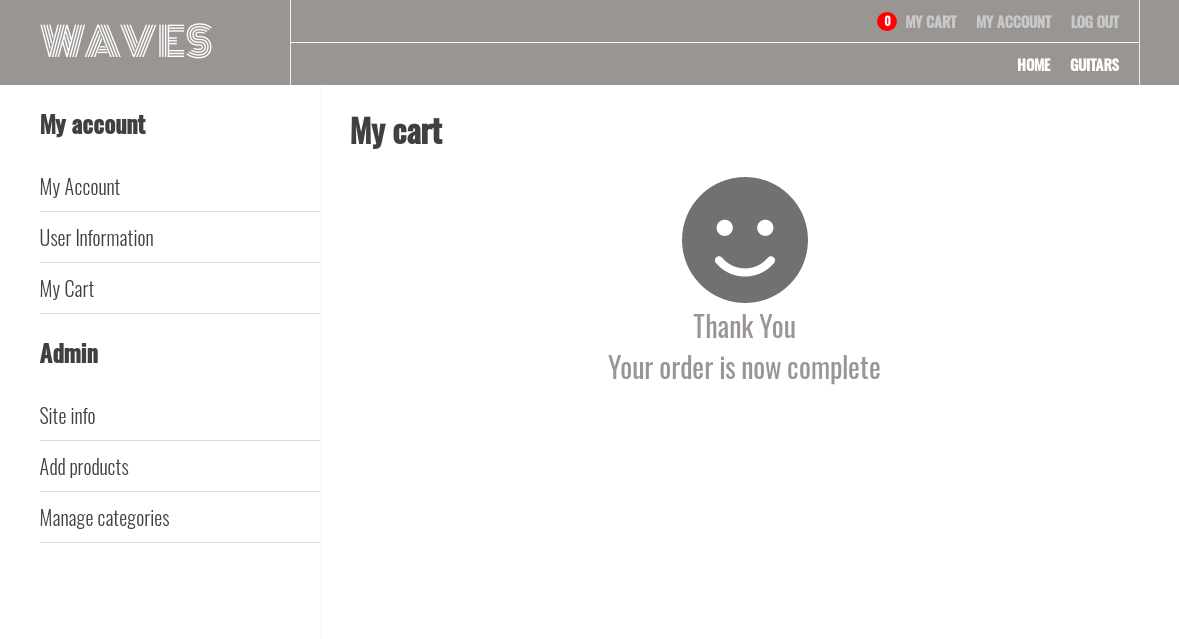 WAVES
0 MY CART MY ACCOUNT LOG OUT
HOME GUITARS
My account
My Account
User Information
My Cart
Admin
Site info
Add products
Manage categories
My cart
Thank You
Your order is now complete